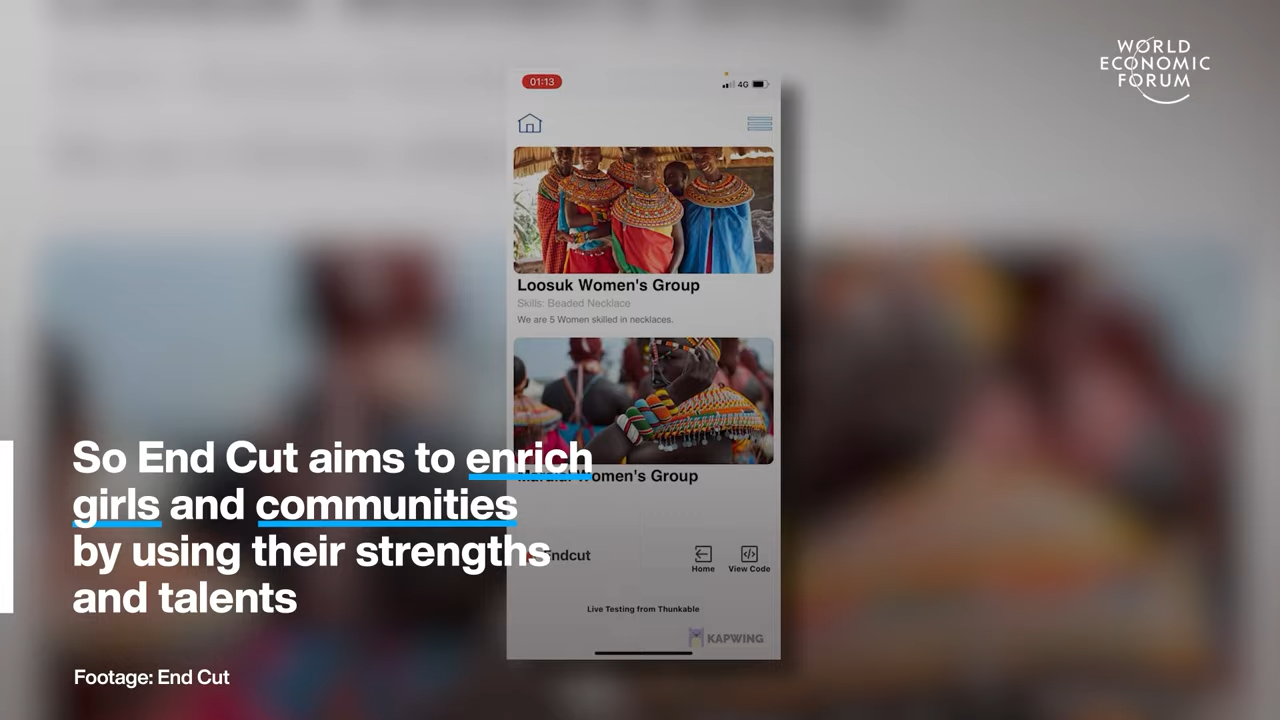 WORLD
ECONOMIC
FORUM
01:13
4G
Loosuk Women's Group
Skills: Beaded Necklace
We are 5 Women skilled in necklaces.
Women's Group
So End Cut aims to enrich
girls and communities
by using their strengths
and talents
Endcut
Home
View Code
Live Testing from Thunkable
KAPWING
Footage: End Cut